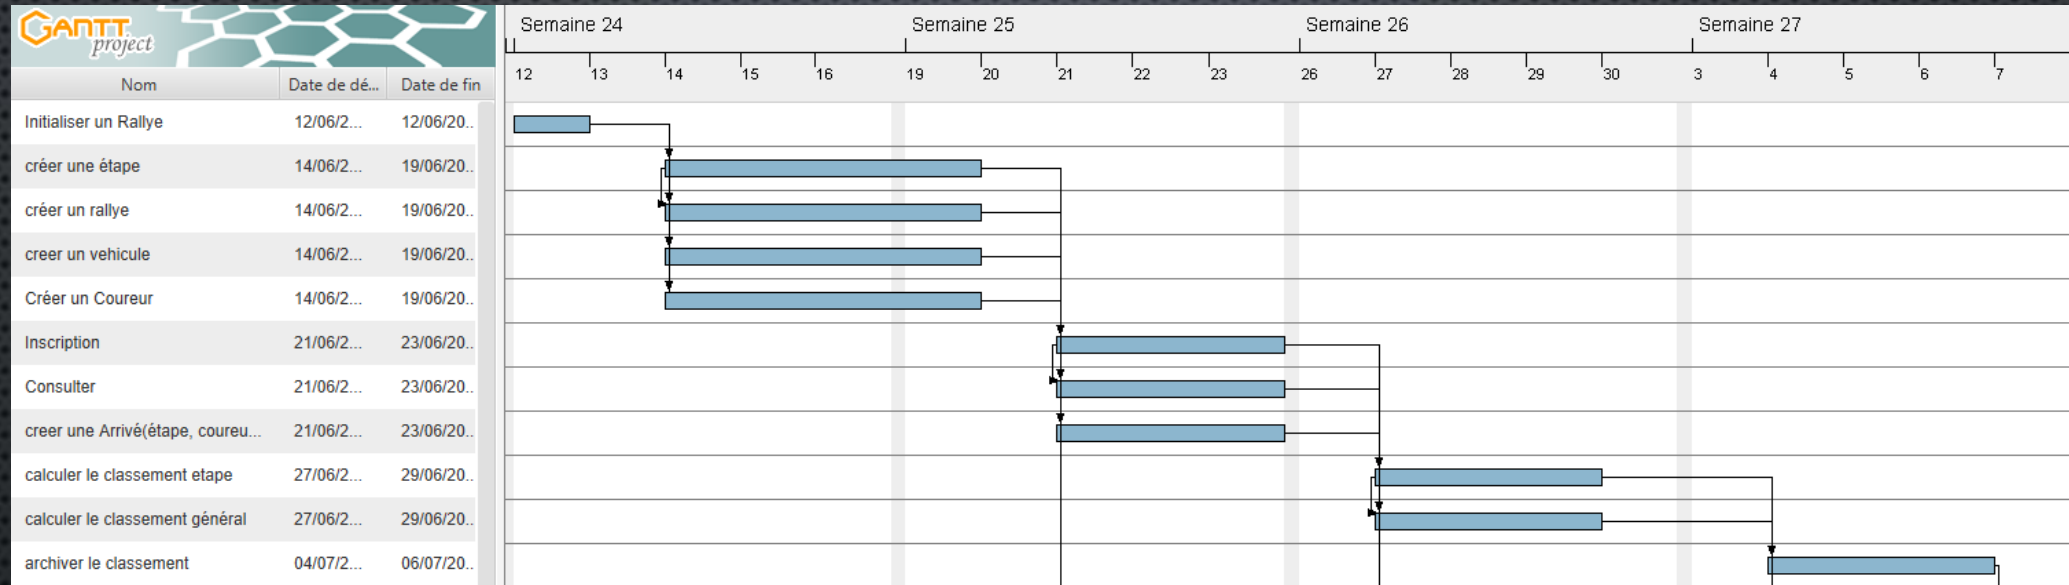 GANTT
project
Semaine 24 Semaine 25 Semaine 26 Semaine 27
12 13 14 15 16 19 20 21 22 23 26 27 28 29 30 3 4 5 6 7
Nom Date de dé... Date de fin
Initialiser un Rallye 12/06/2... 12/06/20..
créer une étape 14/06/2... 19/06/20..
créer un rallye 14/06/2... 19/06/20..
creer un vehicule 14/06/2... 19/06/20..
Créer un Coureur 14/06/2... 19/06/20..
Inscription 21/06/2... 23/06/20..
Consulter 21/06/2... 23/06/20..
creer une Arrivé(étape, coureu... 21/06/2... 23/06/20..
calculer le classement etape 27/06/2... 29/06/20..
calculer le classement général 27/06/2... 29/06/20..
archiver le classement 04/07/2... 06/07/20..